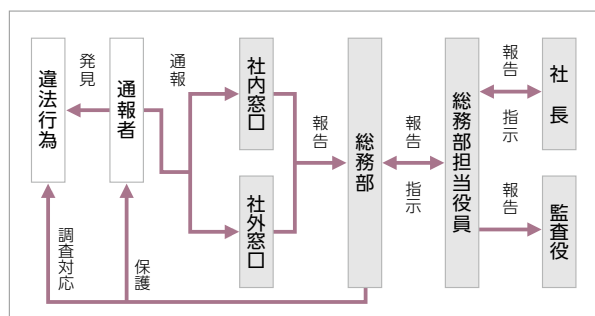 違法行為
発見
通報者
通報
社内窓口
社外窓口
報告
総務部
報告
指示
総務部担当役員
報告
指示
社長
報告
監査役
調査対応
保護